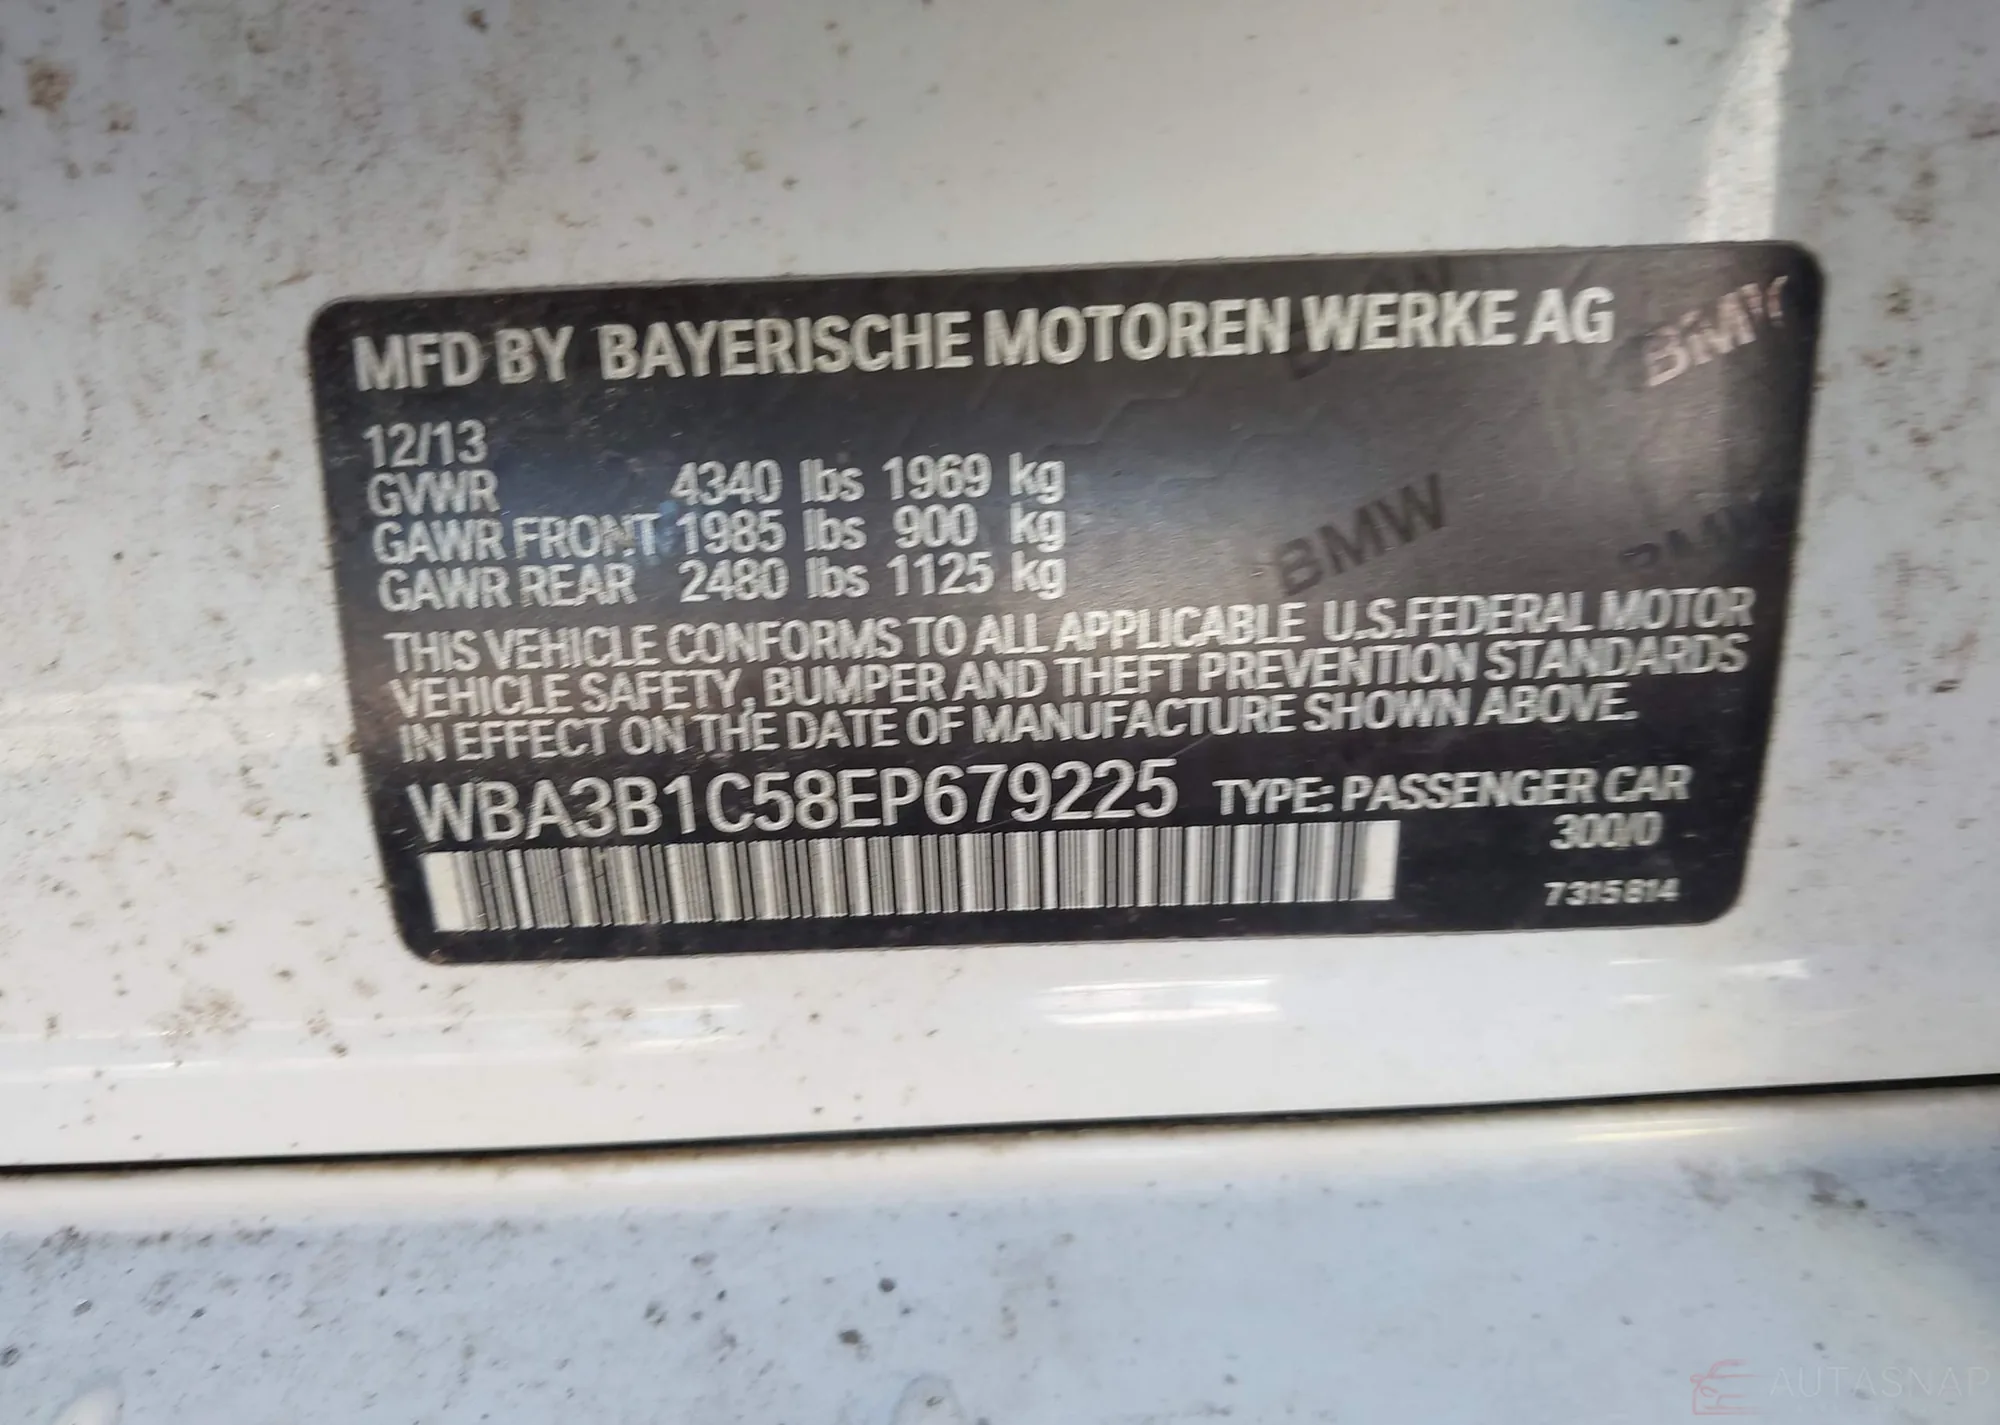 MFD BY BAYERISCHE MOTOREN WERKE AG
BMW
12/13
GVWR 4340 lbs 1969 kg
GAWR FRONT 1985 lbs 900 kg
GAWR REAR 2480 lbs 1125 kg
BMW
BMW
THIS VEHICLE CONFORMS TO ALL APPLICABLE U.S.FEDERAL MOTOR
VEHICLE SAFETY, BUMPER AND THEFT PREVENTION STANDARDS
IN EFFECT ON THE DATE OF MANUFACTURE SHOWN ABOVE.
WBA3B1C58EP679225 TYPE: PASSENGER CAR
300/0
7315814
AUTASNAP